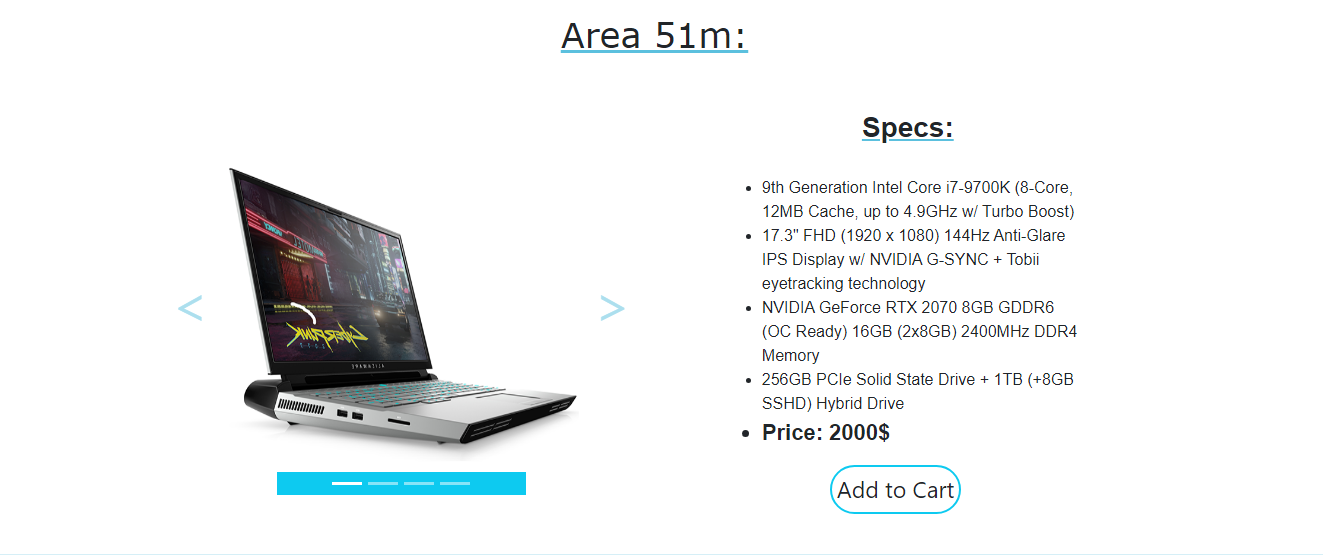 Area 51m:
Specs:
9th Generation Intel Core i7-9700K (8-Core,
12MB Cache, up to 4.9GHz w/ Turbo Boost)
17.3" FHD (1920 x 1080) 144Hz Anti-Glare
IPS Display w/ NVIDIA G-SYNC + Tobii
eyetracking technology
<
>
NVIDIA GeForce RTX 2070 8GB GDDR6
(OC Ready) 16GB (2x8GB) 2400MHz DDR4
Memory
CYBERPUNK
2077
ALIENWARE
256GB PCIe Solid State Drive + 1TB (+8GB
SSHD) Hybrid Drive
Price: 2000$
Add to Cart